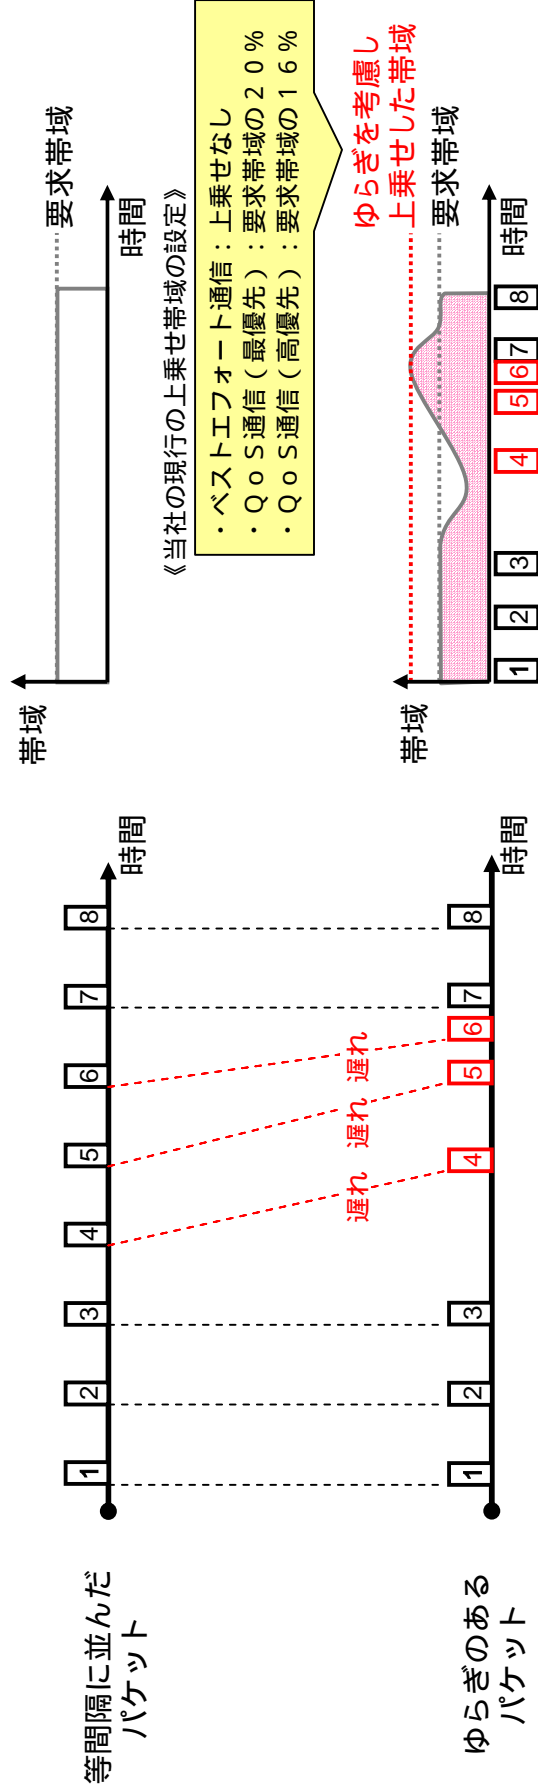 等間隔に並んだ
パケット
1 2 3 4 5 6 7 8
時間
帯域
要求帯域
時間
《当社の現行の上乗せ帯域の設定》
・ベストエフォート通信：上乗せなし
・ＱｏＳ通信（最優先）：要求帯域の２０％
・ＱｏＳ通信（高優先）：要求帯域の１６％
遅れ 遅れ 遅れ
ゆらぎのある
パケット
1 2 3 4 5 6 7 8
時間
帯域
ゆらぎを考慮し
上乗せした帯域
要求帯域
時間
1 2 3 4 5 6 7 8